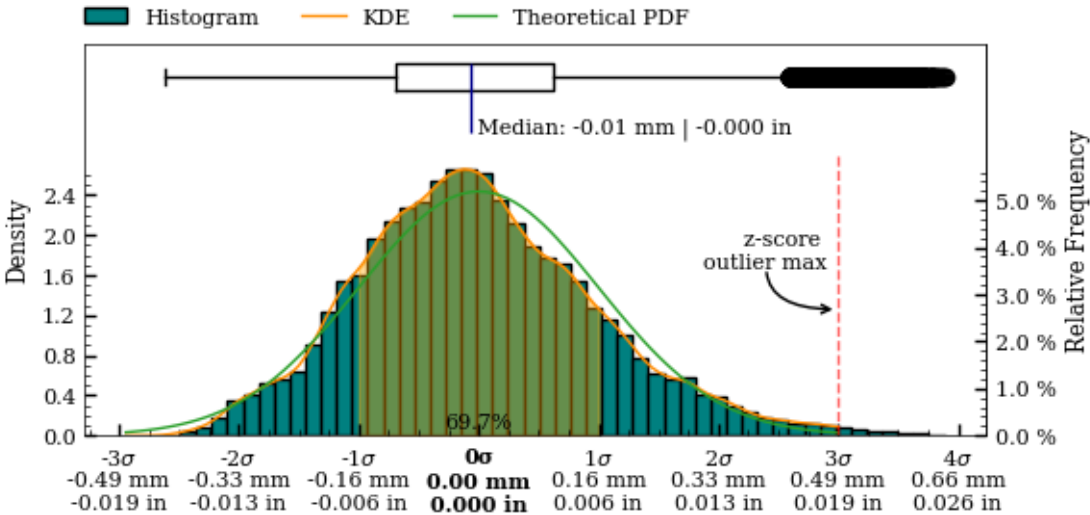 Histogram KDE Theoretical PDF
Median: -0.01 mm | -0.000 in
Density
2.4
2.0
1.6
1.2
0.8
0.4
0.0
z-score
outlier max
69.7%
5.0 %
4.0 %
3.0 %
2.0 %
1.0 %
0.0 %
Relative Frequency
-3σ -2σ -1σ 0σ 1σ 2σ 3σ 4σ
-0.49 mm -0.33 mm -0.16 mm 0.00 mm 0.16 mm 0.33 mm 0.49 mm 0.66 mm
-0.019 in -0.013 in -0.006 in 0.000 in 0.006 in 0.013 in 0.019 in 0.026 in